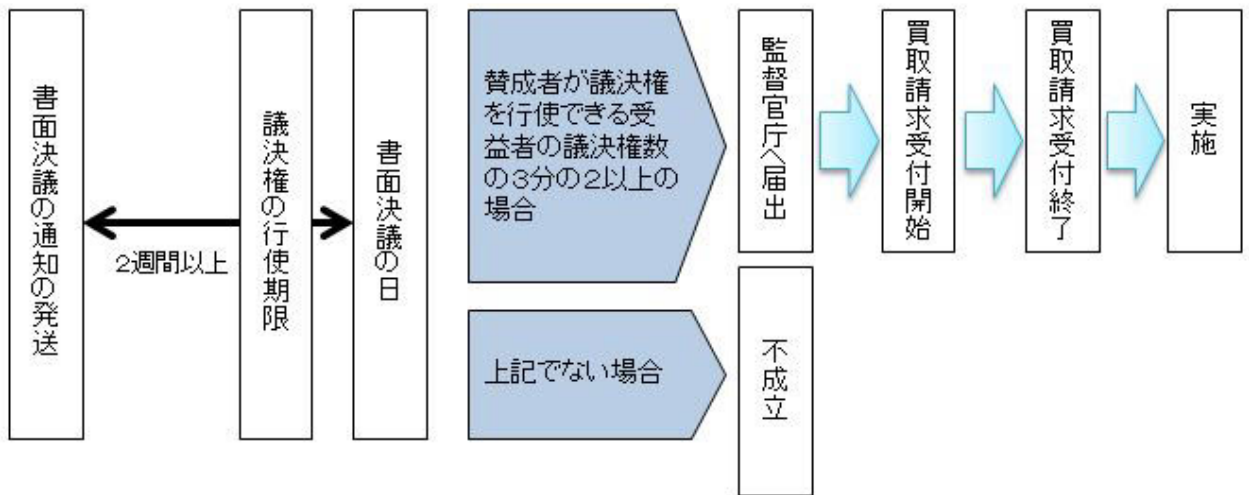 書面決議の通知の発送
2週間以上
議決権の行使期限
書面決議の日
賛成者が議決権
を行使できる受
益者の議決権数
の3分の2以上の
場合
監督官庁へ届出
買取請求受付開始
買取請求受付終了
実施
上記でない場合
不成立